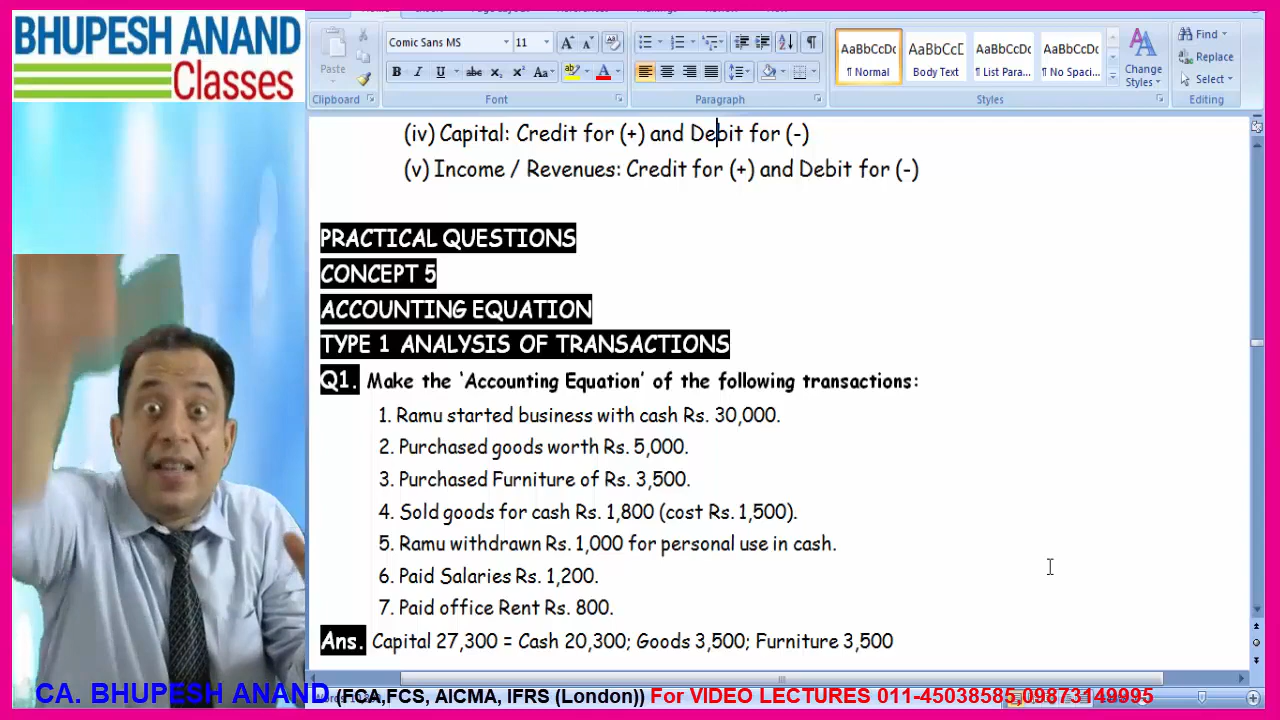 BHUPESH ANAND
Classes
Comic Sans MS
11
Paste
Clipboard
Font
Paragraph
AaBbCcDc
¶ Normal
AaBbCcD
Body Text
AaBbCcDc
¶ List Para...
AaBbCcDc
¶ No Spaci...
Change
Styles
Styles
Find
Replace
Select
Editing
(iv) Capital: Credit for (+) and Debit for (-)
(v) Income / Revenues: Credit for (+) and Debit for (-)
PRACTICAL QUESTIONS
CONCEPT 5
ACCOUNTING EQUATION
TYPE 1 ANALYSIS OF TRANSACTIONS
Q1. Make the ‘Accounting Equation’ of the following transactions:
1. Ramu started business with cash Rs. 30,000.
2. Purchased goods worth Rs. 5,000.
3. Purchased Furniture of Rs. 3,500.
4. Sold goods for cash Rs. 1,800 (cost Rs. 1,500).
5. Ramu withdrawn Rs. 1,000 for personal use in cash.
6. Paid Salaries Rs. 1,200.
7. Paid office Rent Rs. 800.
Ans. Capital 27,300 = Cash 20,300; Goods 3,500; Furniture 3,500
CA. BHUPESH ANAND (FCA,FCS, AICMA, IFRS (London)) For VIDEO LECTURES 011-45038585,09873149995